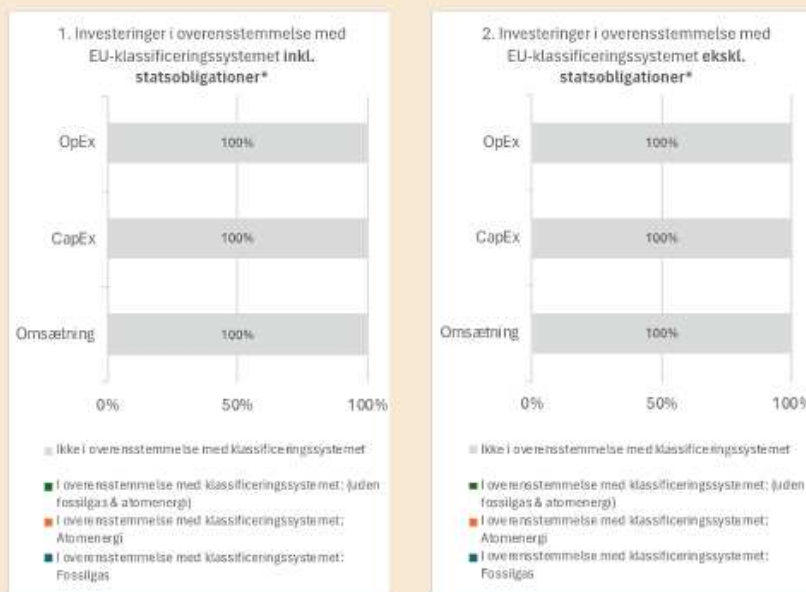 1. Investeringer i overensstemmelse med
EU-klassificeringssystemet inkl.
statsobligationer*
OpEx
100%
CapEx
100%
Omsætning
100%
0%
50%
100%
Ikke i overensstemmelse med klassificeringssystemet
I overensstemmelse med klassificeringssystemet: (uden
fossilgas & atomenergi)
I overensstemmelse med klassificeringssystemet:
Atomenergi
I overensstemmelse med klassificeringssystemet:
Fossilgas
2. Investeringer i overensstemmelse med
EU-klassificeringssystemet ekskl.
statsobligationer*
OpEx
100%
CapEx
100%
Omsætning
100%
0%
50%
100%
Ikke i overensstemmelse med klassificeringssystemet
I overensstemmelse med klassificeringssystemet: (uden
fossilgas & atomenergi)
I overensstemmelse med klassificeringssystemet:
Atomenergi
I overensstemmelse med klassificeringssystemet:
Fossilgas